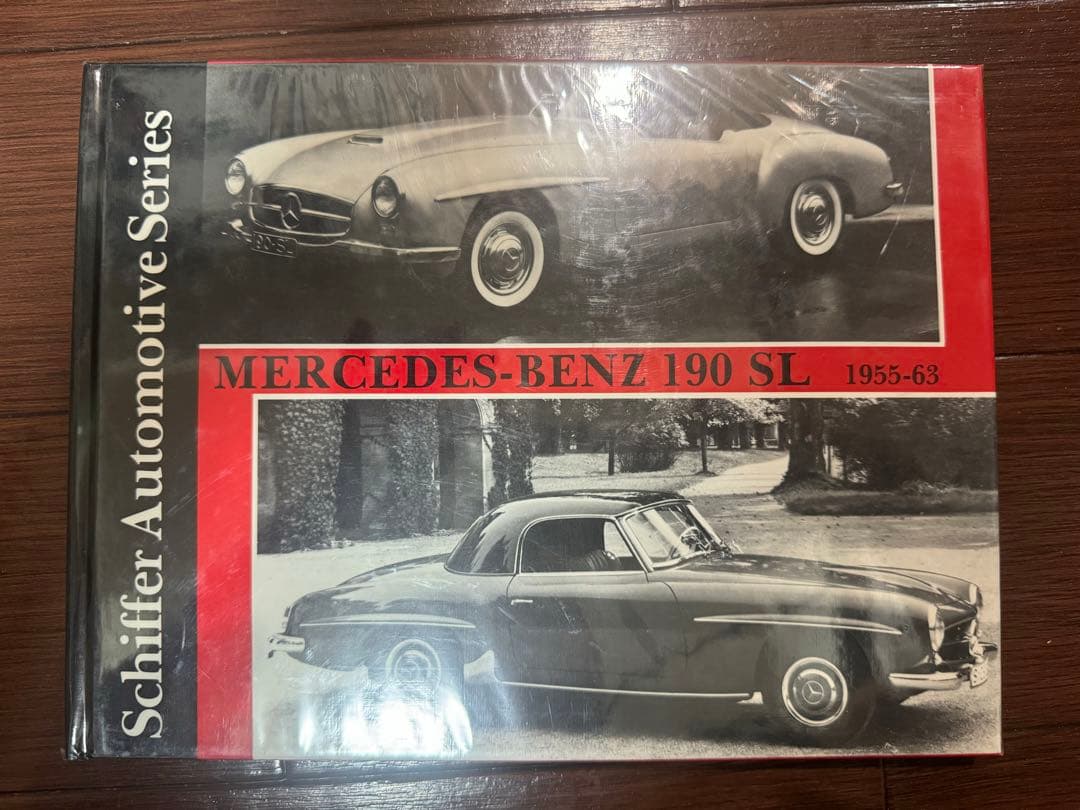 Schiffer Automotive Series
MERCEDES-BENZ 190 SL 1955-63